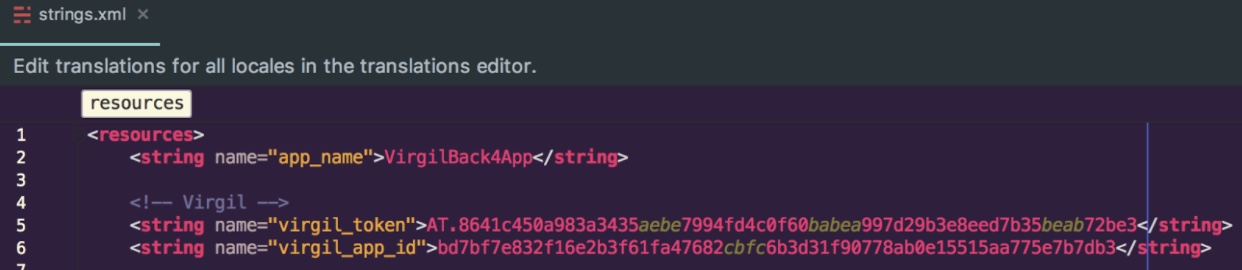 strings.xml ×
Edit translations for all locales in the translations editor.
resources
1 <resources>
2 <string name="app_name">VirgilBack4App</string>
3
4 <!-- Virgil -->
5 <string name="virgil_token">AT.8641c450a983a3435aebe7994fd4c0f60babea997d29b3e8eed7b35beab72be3</string>
6 <string name="virgil_app_id">bd7bf7e832f16e2b3f61fa47682cbfc6b3d31f90778ab0e15515aa775e7b7db3</string>
7